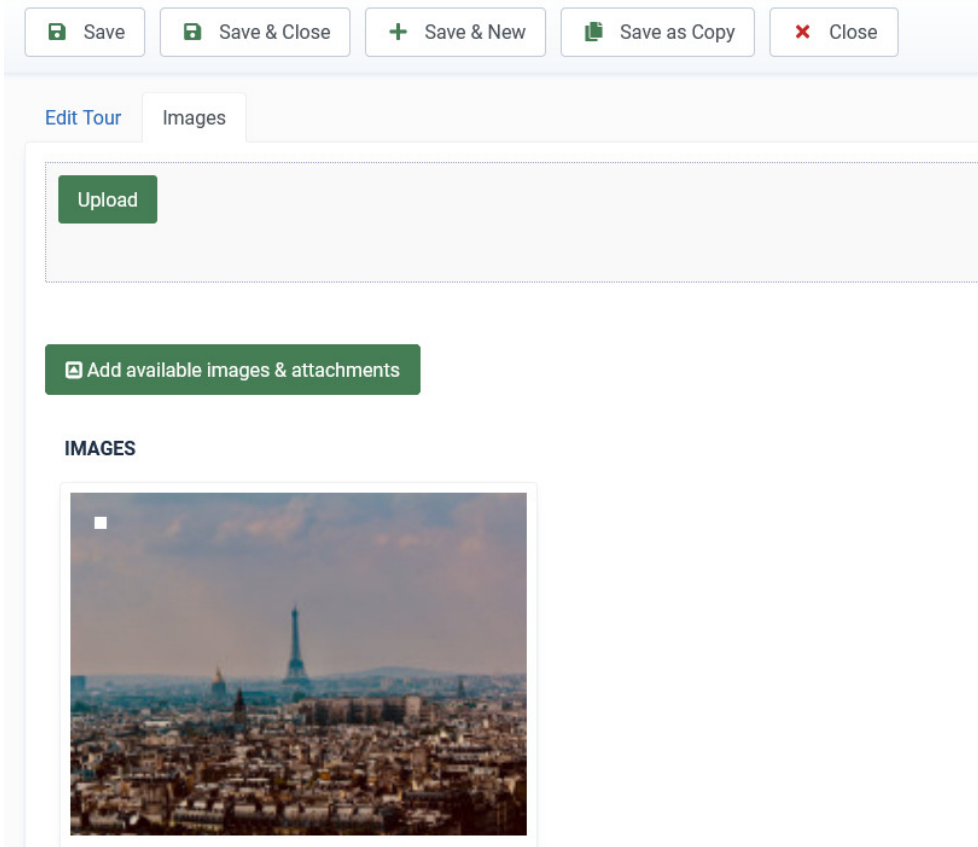 Save Save & Close Save & New Save as Copy Close
Edit Tour Images
Upload
Add available images & attachments
IMAGES